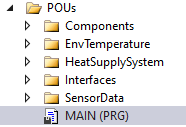 POUs
Components
EnvTemperature
HeatSupplySystem
Interfaces
SensorData
MAIN (PRG)